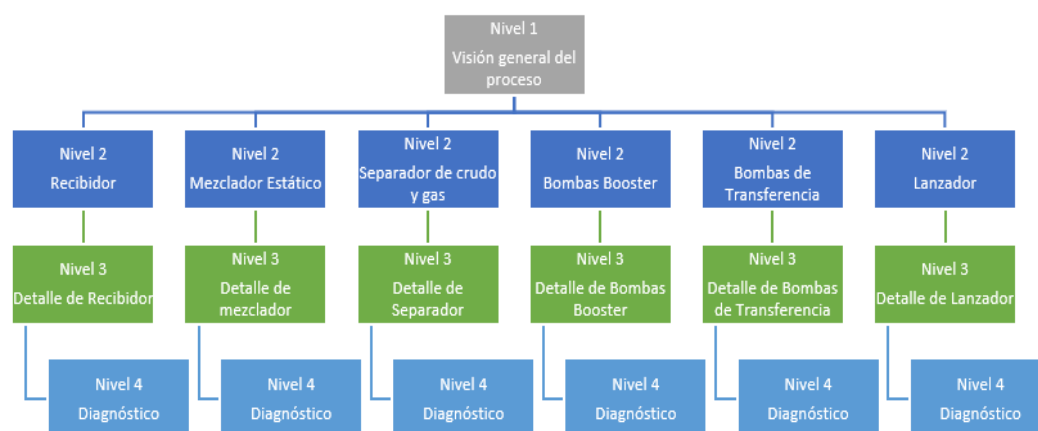 Nivel 1
Visión general del
proceso
Nivel 2
Recibidor
Nivel 2
Mezclador Estático
Nivel 2
Separador de crudo
y gas
Nivel 2
Bombas Booster
Nivel 2
Bombas de
Transferencia
Nivel 2
Lanzador
Nivel 3
Detalle de Recibidor
Nivel 3
Detalle de
mezclador
Nivel 3
Detalle de
Separador
Nivel 3
Detalle de Bombas
Booster
Nivel 3
Detalle de Bombas
de Transferencia
Nivel 3
Detalle de Lanzador
Nivel 4
Diagnóstico
Nivel 4
Diagnóstico
Nivel 4
Diagnóstico
Nivel 4
Diagnóstico
Nivel 4
Diagnóstico
Nivel 4
Diagnóstico